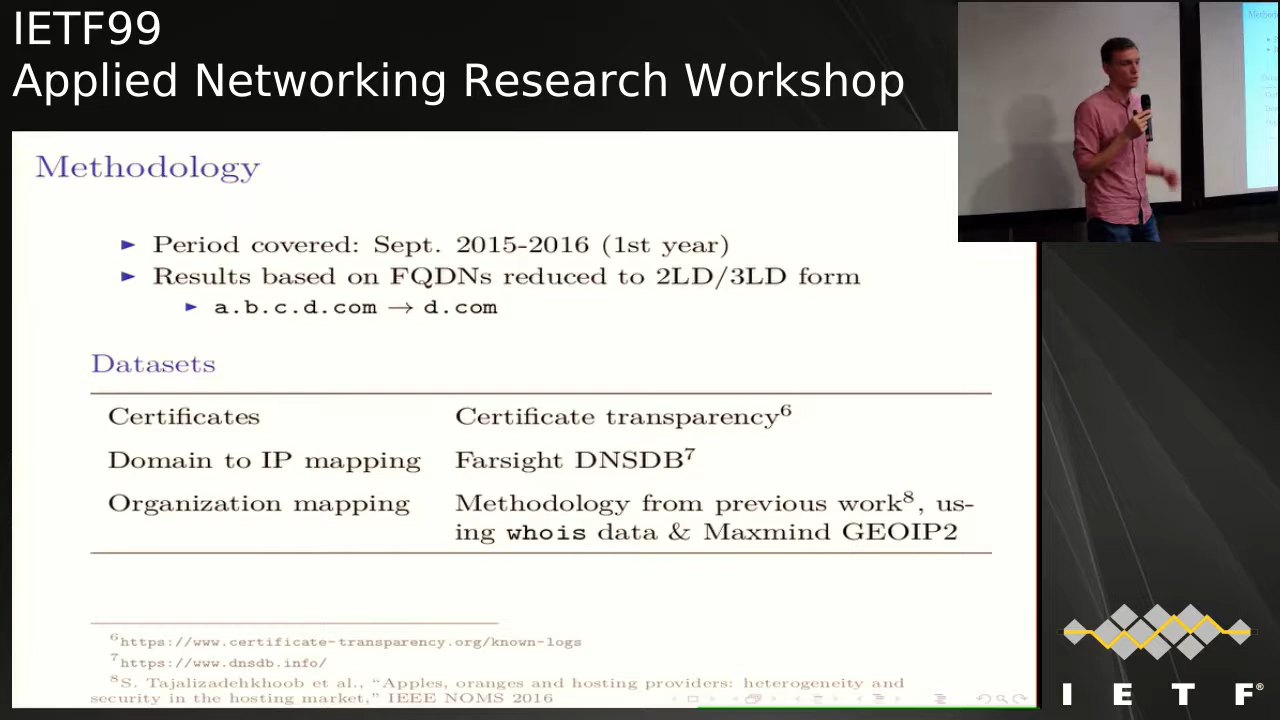 IETF99
Applied Networking Research Workshop
Methodology
► Period covered: Sept. 2015-2016 (1st year)
► Results based on FQDNs reduced to 2LD/3LD form
► a.b.c.d.com → d.com
Datasets
Certificates Certificate transparency⁶
Domain to IP mapping Farsight DNSDB⁷
Organization mapping Methodology from previous work⁸, us-
ing whois data & Maxmind GEOIP2
⁶https://www.certificate-transparency.org/known-logs
⁷https://www.dnsdb.info/
⁸S. Tajalizadehkhoob et al., “Apples, oranges and hosting providers: heterogeneity and
security in the hosting market,” IEEE NOMS 2016
I E T F®